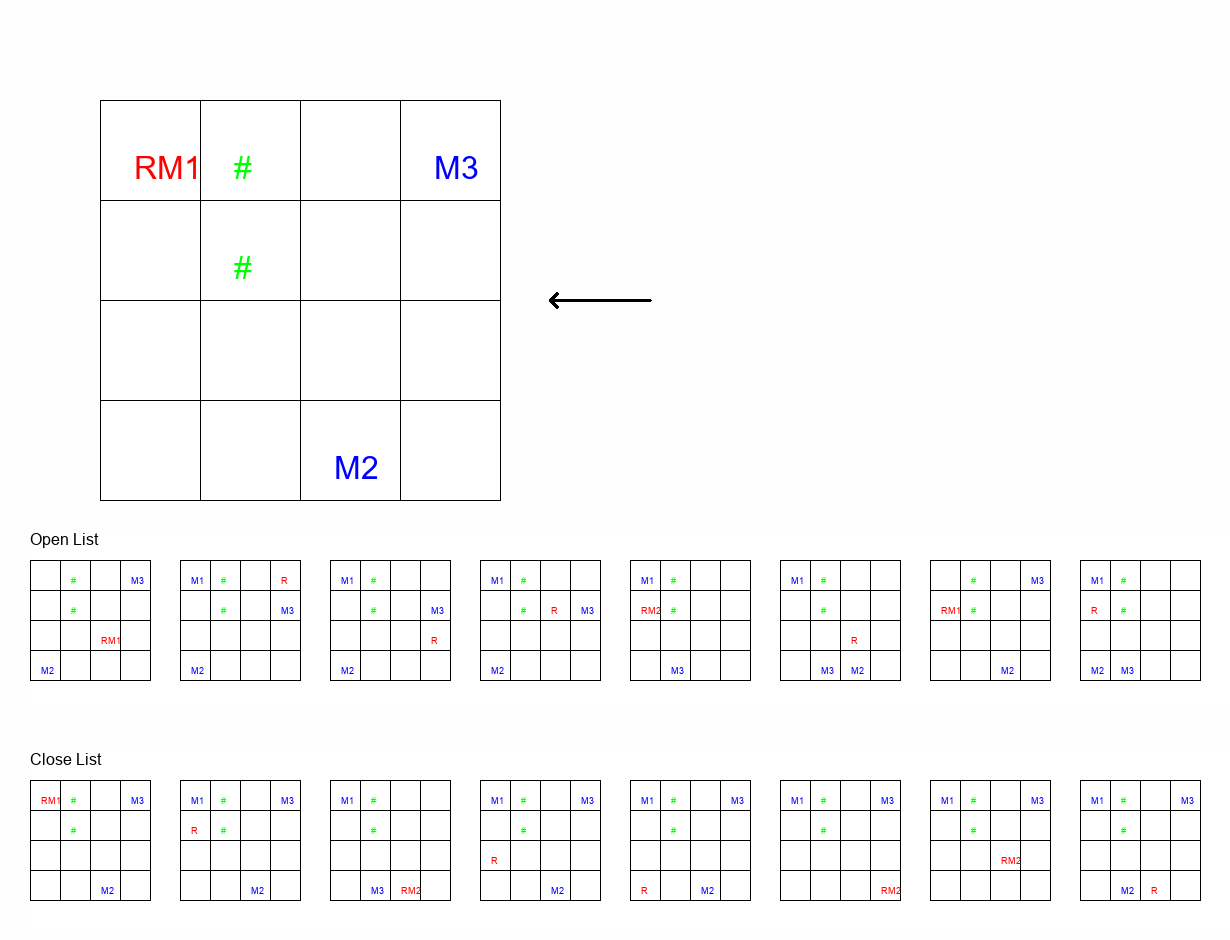 RM1 # M3
#
M2
Open List
# M3 M1 # R M1 # M1 # M1 # M1 # # M3 M1 #
# # M3 # M3 # R M3 RM2 # # RM1 # R #
RM1 R R
M2 M2 M2 M2 M3 M3 M2 M2 M2 M3
Close List
RM1 # M3 M1 # M3 M1 # M1 # M3 M1 # M3 M1 # M3 M1 # M3 M1 # M3
# R # # # # # # #
R RM2
M2 M2 M3 RM2 M2 R M2 RM2 M2 R